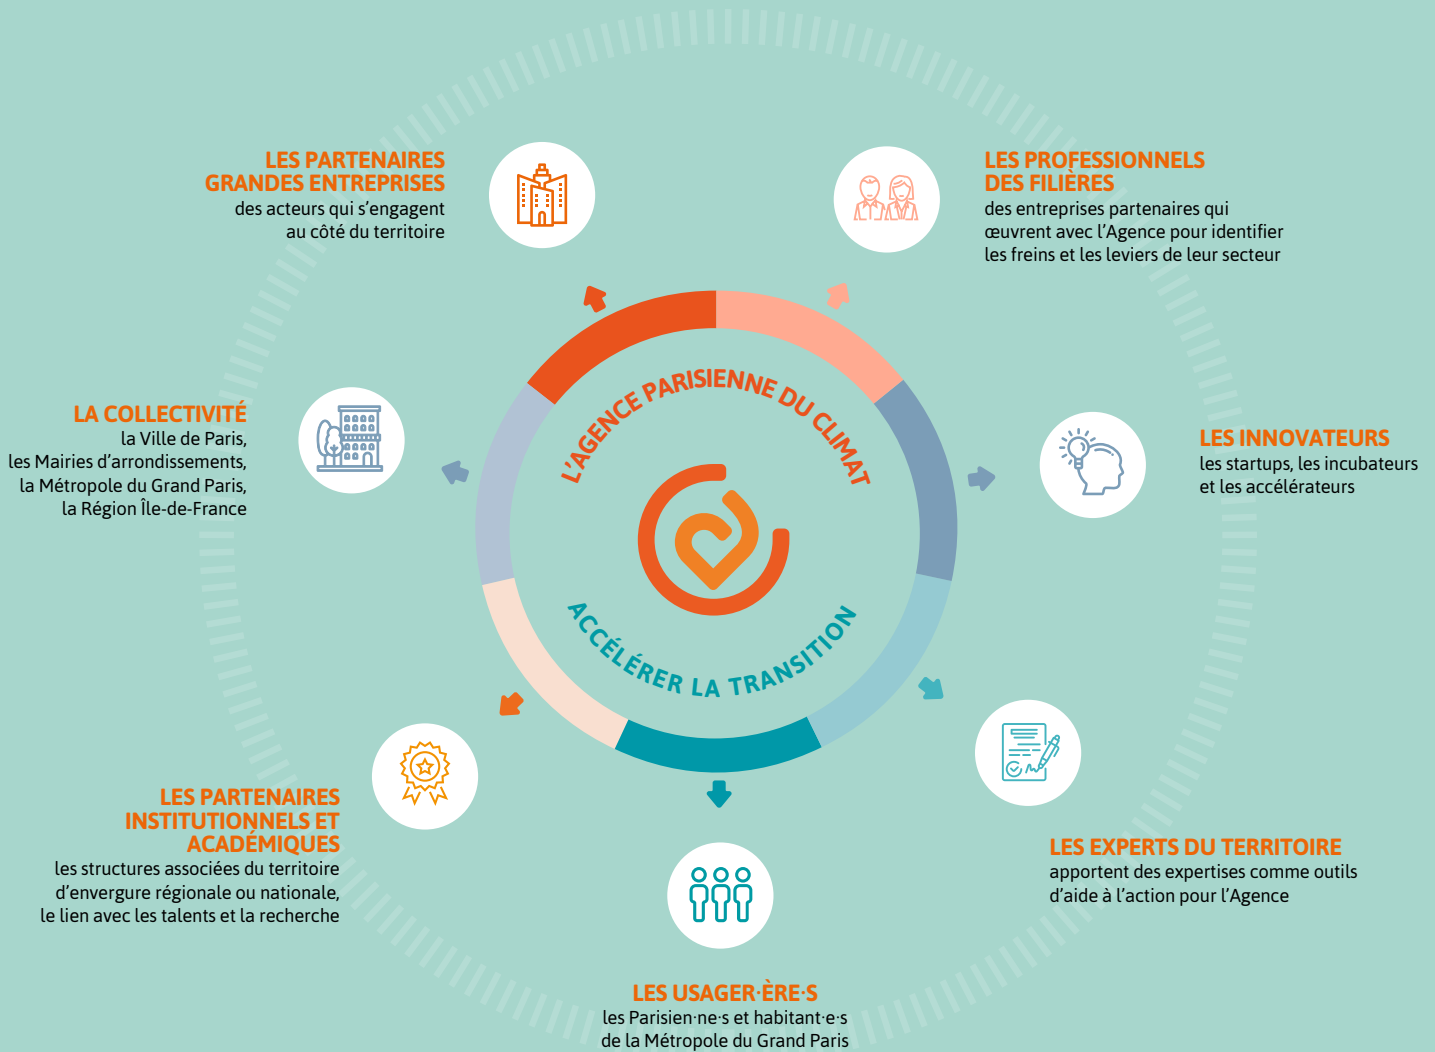 LES PARTENAIRES
GRANDES ENTREPRISES
des acteurs qui s’engagent
au côté du territoire
LES PROFESSIONNELS
DES FILIÈRES
des entreprises partenaires qui
œuvrent avec l’Agence pour identifier
les freins et les leviers de leur secteur
LA COLLECTIVITÉ
la Ville de Paris,
les Mairies d’arrondissements,
la Métropole du Grand Paris,
la Région Île-de-France
L’AGENCE PARISIENNE DU CLIMAT
ACCÉLÉRER LA TRANSITION
LES INNOVATEURS
les startups, les incubateurs
et les accélérateurs
LES PARTENAIRES
INSTITUTIONNELS ET
ACADÉMIQUES
les structures associées du territoire
d’envergure régionale ou nationale,
le lien avec les talents et la recherche
LES EXPERTS DU TERRITOIRE
apportent des expertises comme outils
d’aide à l’action pour l’Agence
LES USAGER·ÈRE·S
les Parisien·ne·s et habitant·e·s
de la Métropole du Grand Paris